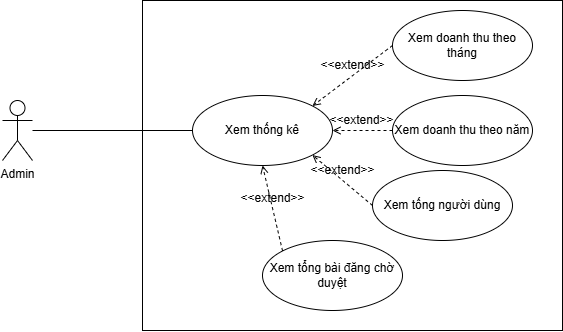 Xem doanh thu theo
tháng
<<extend>>
<<extend>>
Xem doanh thu theo năm
Xem thống kê
Admin
<<extend>>
<<extend>>
Xem tổng người dùng
Xem tổng bài đăng chờ
duyệt